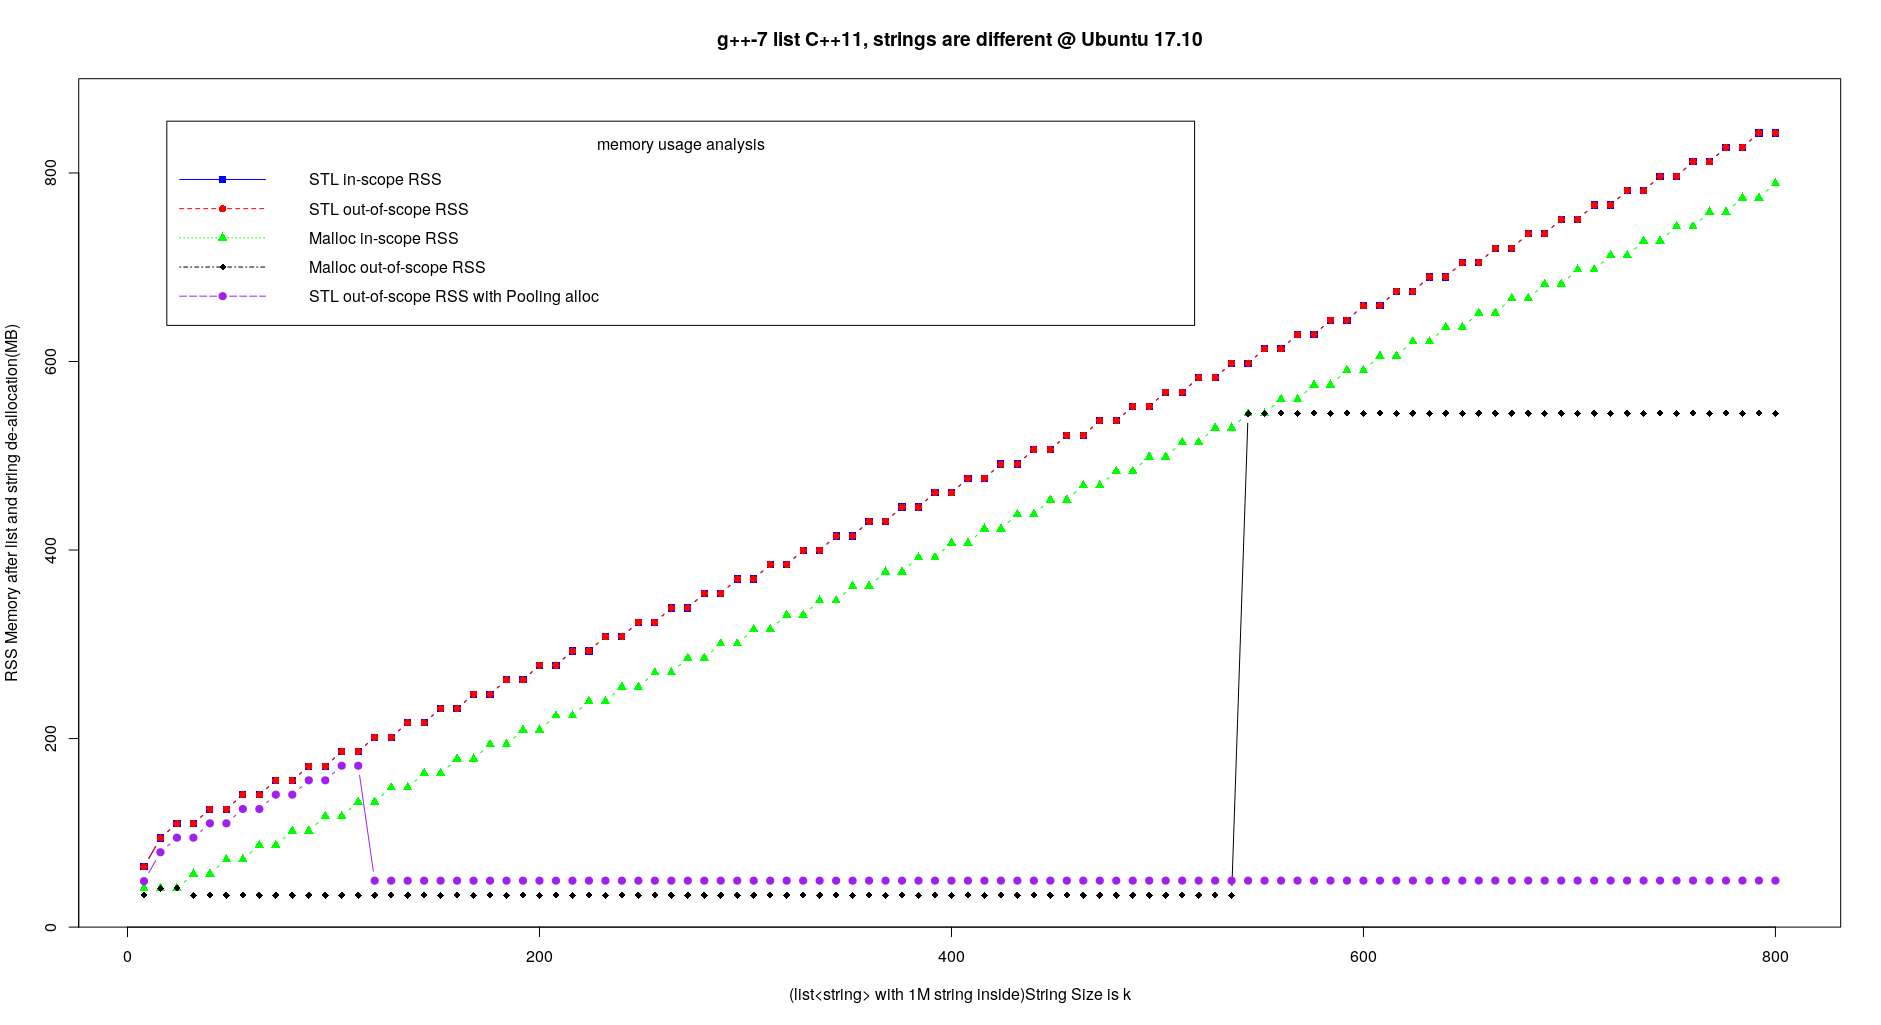 g++-7 list C++11, strings are different @ Ubuntu 17.10
memory usage analysis
STL in-scope RSS
STL out-of-scope RSS
Malloc in-scope RSS
Malloc out-of-scope RSS
STL out-of-scope RSS with Pooling alloc
RSS Memory after list and string de-allocation(MB)
800
600
400
200
0
0 200 400 600 800
(list<string> with 1M string inside)String Size is k